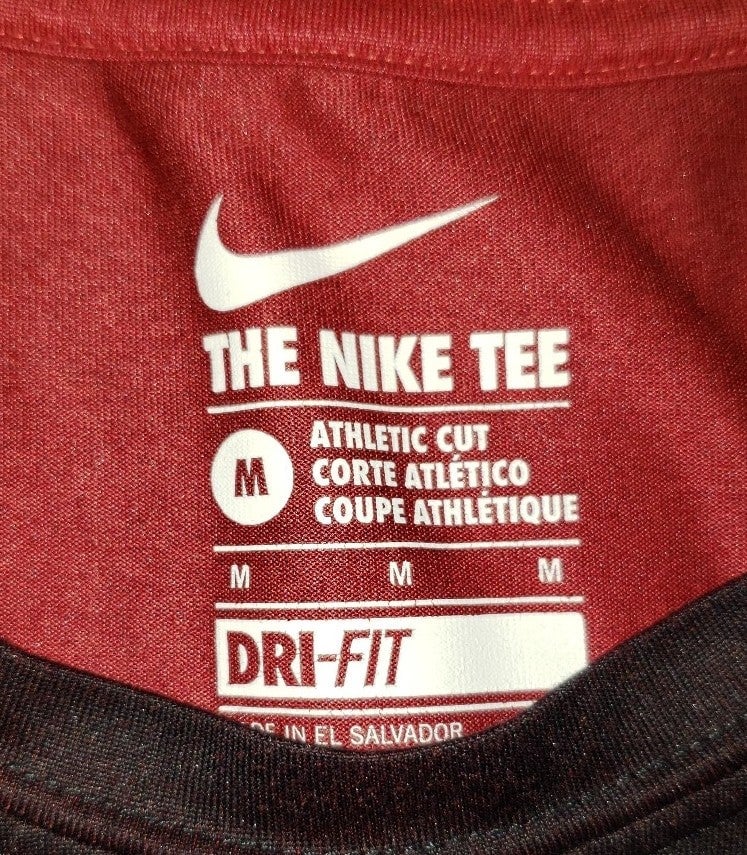 THE NIKE TEE
M
ATHLETIC CUT
CORTE ATLÉTICO
COUPE ATHLÉTIQUE
M M M
DRI-FIT
IN EL SALVADOR